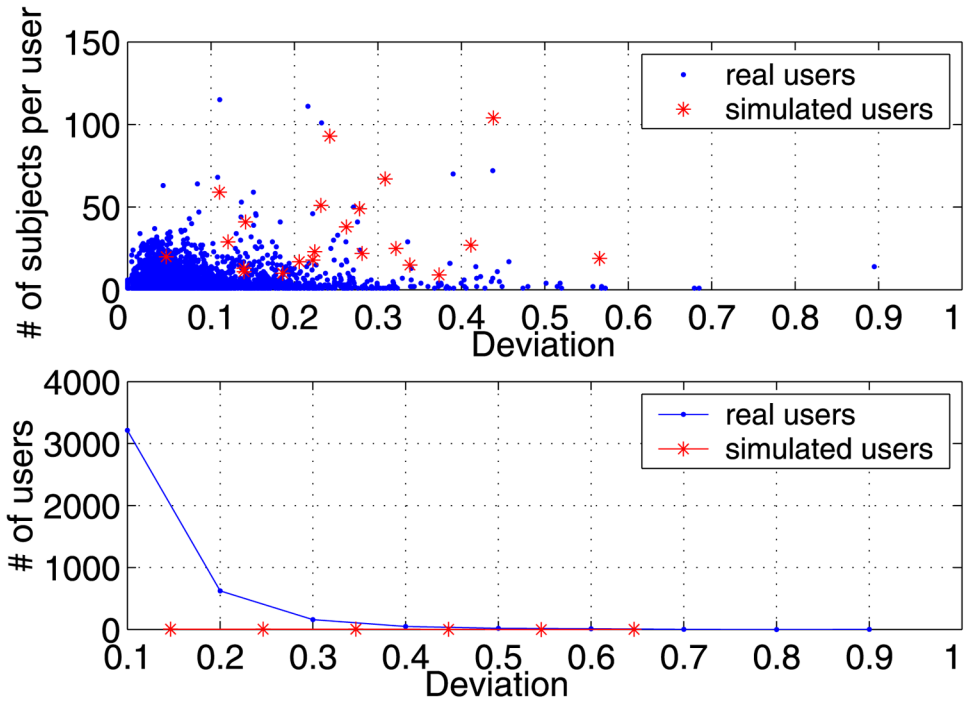 # of subjects per user
150
100
50
0
real users
simulated users
0 0.1 0.2 0.3 0.4 0.5 0.6 0.7 0.8 0.9 1
Deviation
# of users
4000
3000
2000
1000
0
real users
simulated users
0.1 0.2 0.3 0.4 0.5 0.6 0.7 0.8 0.9 1
Deviation